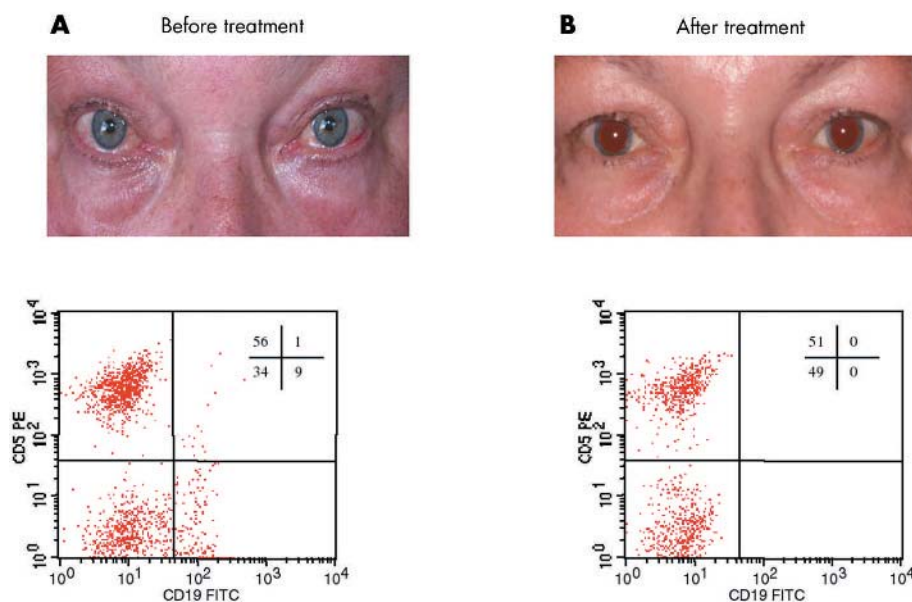 A Before treatment
B After treatment
10^4
10^3
10^2
10^1
10^0
CD5 PE
56 1
34 9
10^0 10^1 10^2 10^3 10^4
CD19 FITC
10^4
10^3
10^2
10^1
10^0
CD5 PE
51 0
49 0
10^0 10^1 10^2 10^3 10^4
CD19 FITC